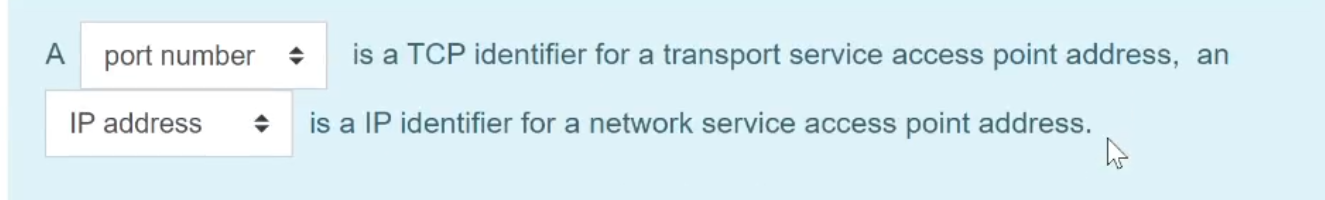 A port number is a TCP identifier for a transport service access point address, an
IP address is a IP identifier for a network service access point address.